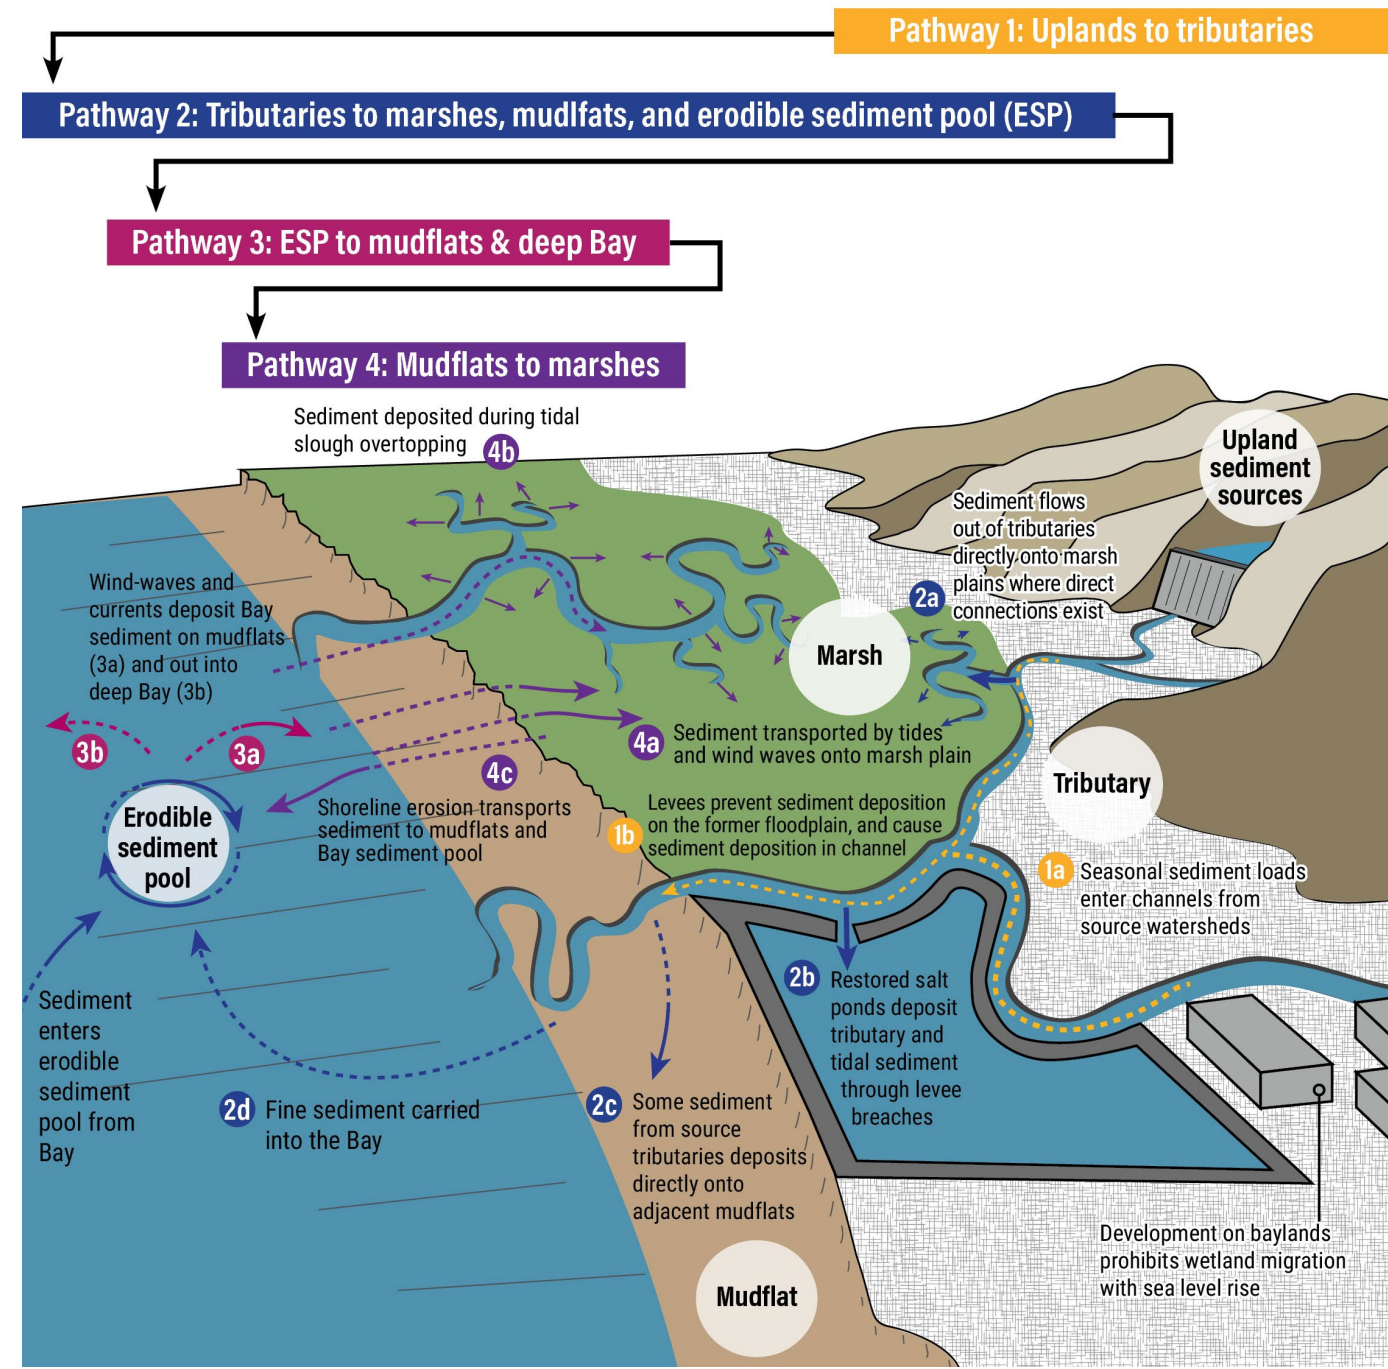 Pathway 1: Uplands to tributaries
Pathway 2: Tributaries to marshes, mudlfats, and erodible sediment pool (ESP)
Pathway 3: ESP to mudflats & deep Bay
Pathway 4: Mudflats to marshes
Sediment deposited during tidal
slough overtopping
4b
Upland
sediment
sources
Sediment flows
out of tributaries
directly onto marsh
plains where direct
connections exist
2a
Wind-waves and
currents deposit Bay
sediment on mudflats
(3a) and out into
deep Bay (3b)
Marsh
3b
3a
4a
Sediment transported by tides
and wind waves onto marsh plain
4c
Shoreline erosion transports
sediment to mudflats and
Bay sediment pool
Tributary
Erodible
sediment
pool
1b
Levees prevent sediment deposition
on the former floodplain, and cause
sediment deposition in channel
1a
Seasonal sediment loads
enter channels from
source watersheds
2b
Restored salt
ponds deposit
tributary and
tidal sediment
through levee
breaches
Sediment
enters
erodible
sediment
pool from
Bay
2d
Fine sediment carried
into the Bay
2c
Some sediment
from source
tributaries deposits
directly onto
adjacent mudflats
Development on baylands
prohibits wetland migration
with sea level rise
Mudflat